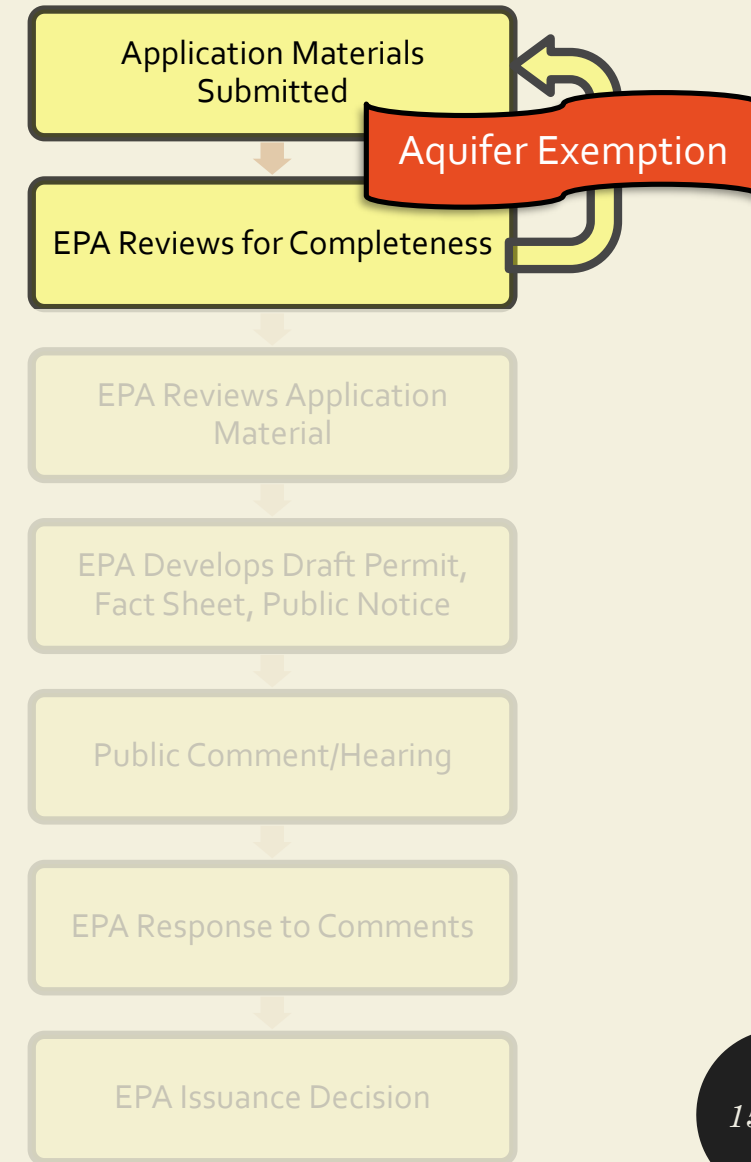 Application Materials
Submitted
Aquifer Exemption
EPA Reviews for Completeness
EPA Reviews Application
Material
EPA Develops Draft Permit,
Fact Sheet, Public Notice
Public Comment/Hearing
EPA Response to Comments
EPA Issuance Decision